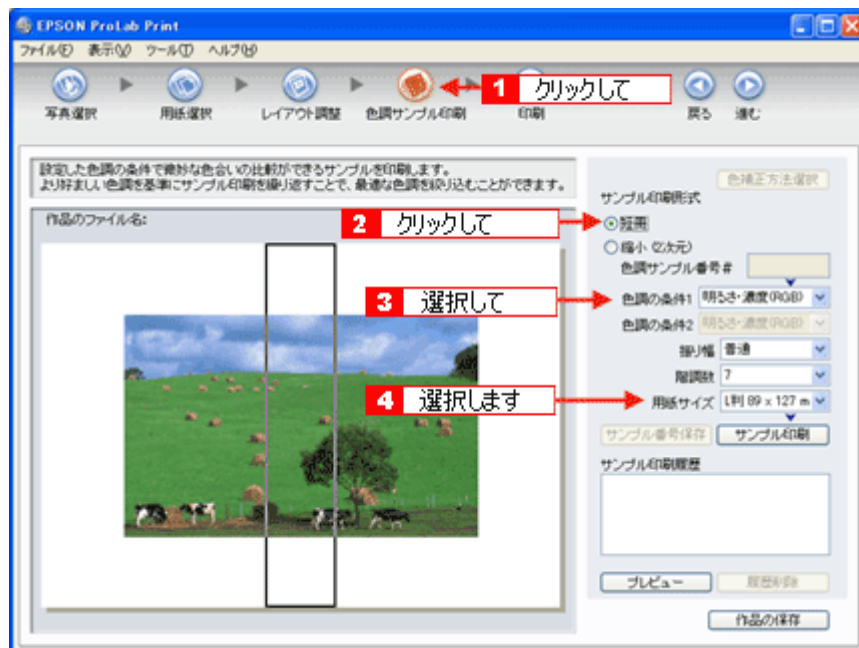 EPSON ProLab Print
ファイル(F) 表示(V) ツール(T) ヘルプ(H)
1 クリックして
写真選択 用紙選択 レイアウト調整 色調サンプル印刷 印刷 戻る 進む
設定した色調の条件で微妙な色合いの比較ができるサンプルを印刷します。
より好ましい色調を基準にサンプル印刷を繰り返すことで、最適な色調を絞り込むことができます。
色補正方法選択
サンプル印刷形式
作品のファイル名:
2 クリックして
短冊
縮小(2次元)
色調サンプル番号#
3 選択して
色調の条件1 明るさ・濃度(RGB)
色調の条件2 明るさ・濃度(RGB)
振り幅 普通
階調数 7
4 選択します
用紙サイズ L判 89 x 127 m
サンプル番号保存 サンプル印刷
サンプル印刷履歴
プレビュー 履歴削除
作品の保存